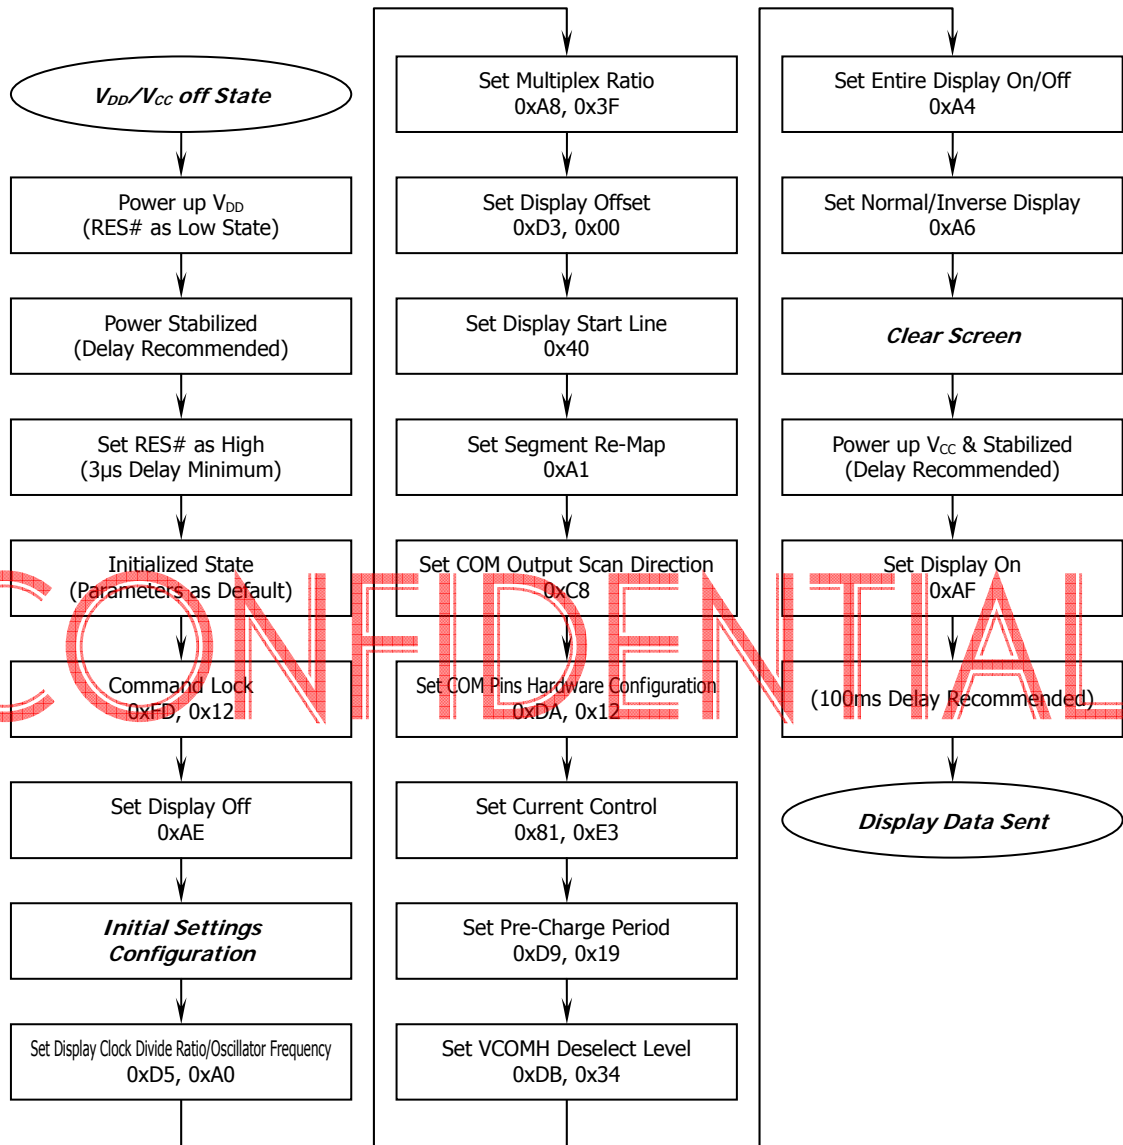 V_DD/V_CC off State
Power up V_DD
(RES# as Low State)
Power Stabilized
(Delay Recommended)
Set RES# as High
(3µs Delay Minimum)
Initialized State
(Parameters as Default)
Command Lock
0xFD, 0x12
Set Display Off
0xAE
Initial Settings
Configuration
Set Display Clock Divide Ratio/Oscillator Frequency
0xD5, 0xA0
Set Multiplex Ratio
0xA8, 0x3F
Set Display Offset
0xD3, 0x00
Set Display Start Line
0x40
Set Segment Re-Map
0xA1
Set COM Output Scan Direction
0xC8
Set COM Pins Hardware Configuration
0xDA, 0x12
Set Current Control
0x81, 0xE3
Set Pre-Charge Period
0xD9, 0x19
Set VCOMH Deselect Level
0xDB, 0x34
Set Entire Display On/Off
0xA4
Set Normal/Inverse Display
0xA6
Clear Screen
Power up V_CC & Stabilized
(Delay Recommended)
Set Display On
0xAF
(100ms Delay Recommended)
Display Data Sent
CONFIDENTIAL